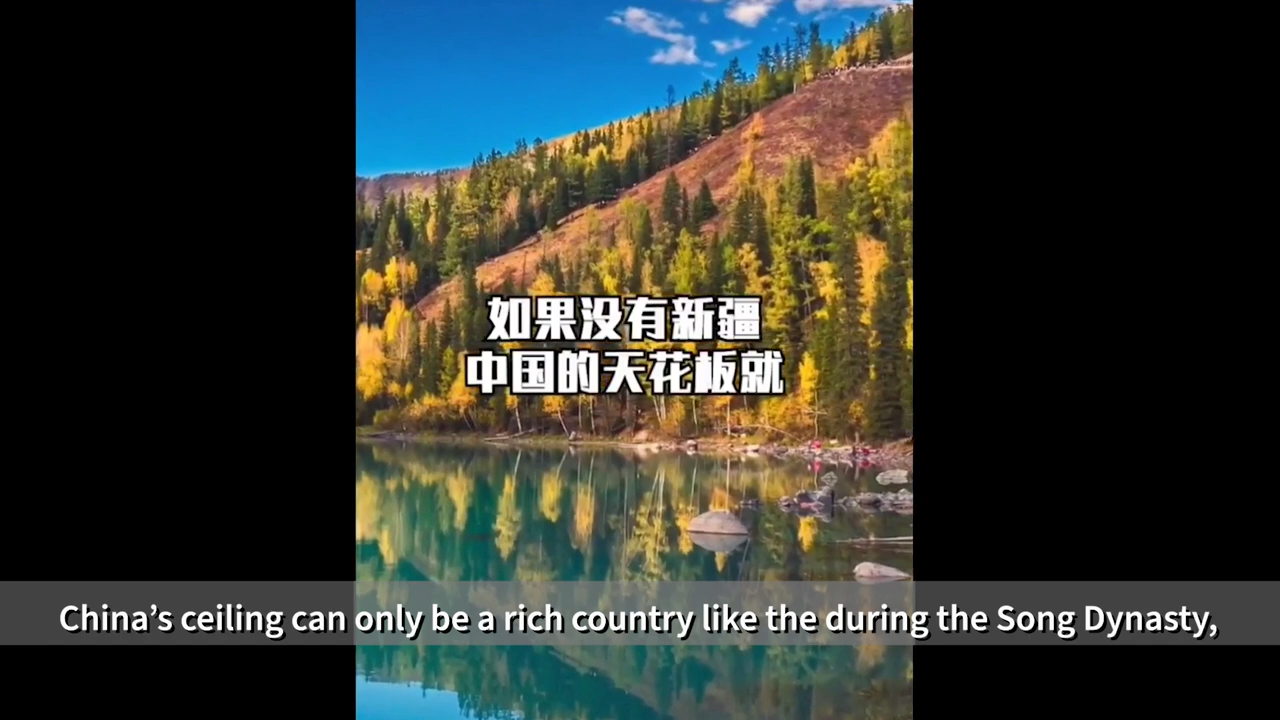 如果没有新疆
中国的天花板就
China’s ceiling can only be a rich country like the during the Song Dynasty,